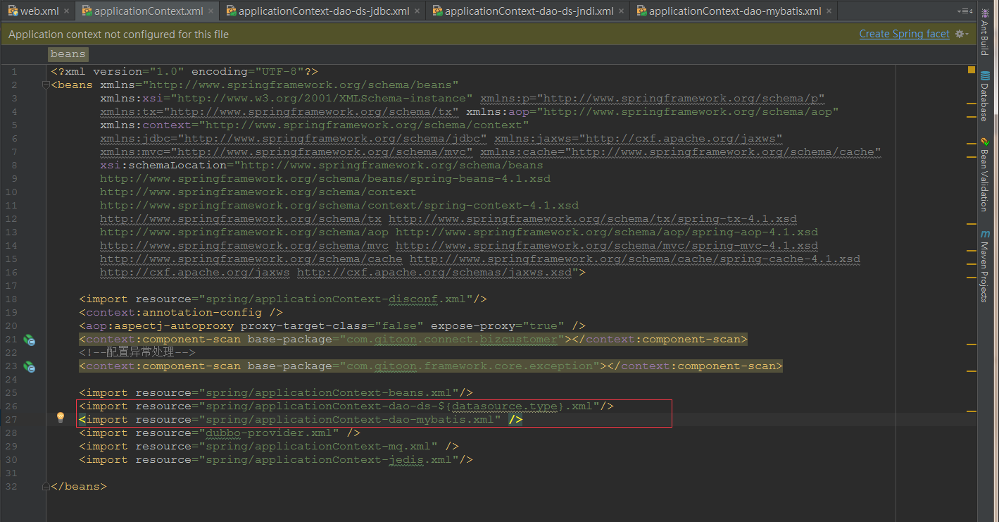 web.xml
applicationContext.xml
applicationContext-dao-ds-jdbc.xml
applicationContext-dao-ds-jndi.xml
applicationContext-dao-mybatis.xml
4
Application context not configured for this file
Create Spring facet
beans
1 <?xml version="1.0" encoding="UTF-8"?>
2 <beans xmlns="http://www.springframework.org/schema/beans"
3 xmlns:xsi="http://www.w3.org/2001/XMLSchema-instance" xmlns:p="http://www.springframework.org/schema/p"
4 xmlns:tx="http://www.springframework.org/schema/tx" xmlns:aop="http://www.springframework.org/schema/aop"
5 xmlns:context="http://www.springframework.org/schema/context"
6 xmlns:jdbc="http://www.springframework.org/schema/jdbc" xmlns:jaxws="http://cxf.apache.org/jaxws"
7 xmlns:mvc="http://www.springframework.org/schema/mvc" xmlns:cache="http://www.springframework.org/schema/cache"
8 xsi:schemaLocation="http://www.springframework.org/schema/beans
9 http://www.springframework.org/schema/beans/spring-beans-4.1.xsd
10 http://www.springframework.org/schema/context
11 http://www.springframework.org/schema/context/spring-context-4.1.xsd
12 http://www.springframework.org/schema/tx http://www.springframework.org/schema/tx/spring-tx-4.1.xsd
13 http://www.springframework.org/schema/aop http://www.springframework.org/schema/aop/spring-aop-4.1.xsd
14 http://www.springframework.org/schema/mvc http://www.springframework.org/schema/mvc/spring-mvc-4.1.xsd
15 http://www.springframework.org/schema/cache http://www.springframework.org/schema/cache/spring-cache-4.1.xsd
16 http://cxf.apache.org/jaxws http://cxf.apache.org/schemas/jaxws.xsd">
17
18 <import resource="spring/applicationContext-disconf.xml"/>
19 <context:annotation-config />
20 <aop:aspectj-autoproxy proxy-target-class="false" expose-proxy="true" />
21 <context:component-scan base-package="com.qitoon.connect.bizcustomer"></context:component-scan>
22 <!--配置异常处理-->
23 <context:component-scan base-package="com.qitoon.framework.core.exception"></context:component-scan>
24
25 <import resource="spring/applicationContext-beans.xml"/>
26 <import resource="spring/applicationContext-dao-ds-${datasource.type}.xml"/>
27 <import resource="spring/applicationContext-dao-mybatis.xml" />
28 <import resource="dubbo-provider.xml" />
29 <import resource="spring/applicationContext-mq.xml" />
30 <import resource="spring/applicationContext-jedis.xml"/>
31
32 </beans>
Ant Build
Database
Bean Validation
Maven Projects